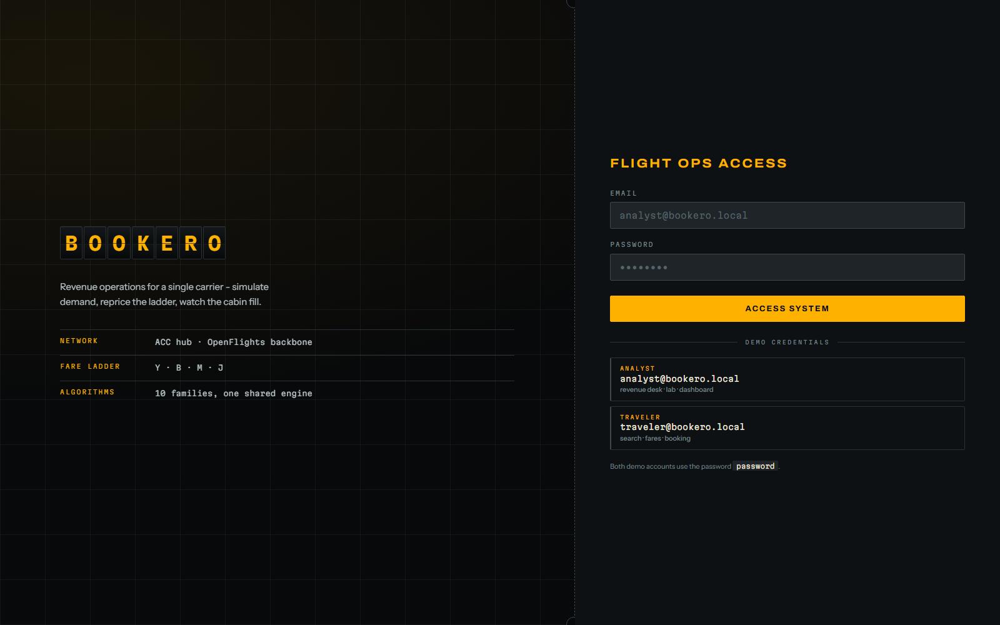 BOOKERO
Revenue operations for a single carrier – simulate
demand, reprice the ladder, watch the cabin fill.
NETWORK ACC hub · OpenFlights backbone
FARE LADDER Y · B · M · J
ALGORITHMS 10 families, one shared engine
FLIGHT OPS ACCESS
EMAIL
analyst@bookero.local
PASSWORD
••••••••
ACCESS SYSTEM
DEMO CREDENTIALS
ANALYST
analyst@bookero.local
revenue desk · lab · dashboard
TRAVELER
traveler@bookero.local
search · fares · booking
Both demo accounts use the password password.